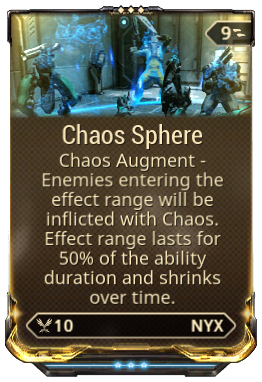 9
Chaos Sphere
Chaos Augment -
Enemies entering the
effect range will be
inflicted with Chaos.
Effect range lasts for
50% of the ability
duration and shrinks
over time.
10 NYX